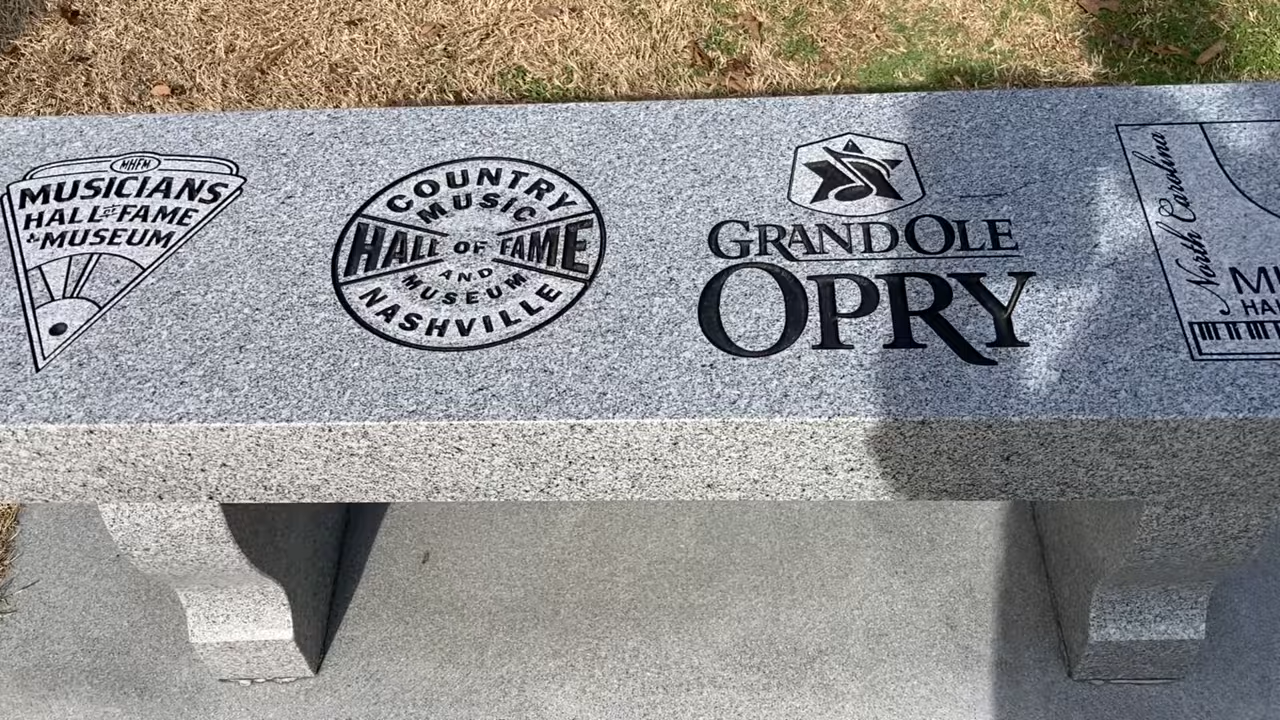 MHFM
MUSICIANS
HALL OF FAME
& MUSEUM
COUNTRY
MUSIC
HALL OF FAME
AND
MUSEUM
NASHVILLE
GRAND OLE
OPRY
North Carolina